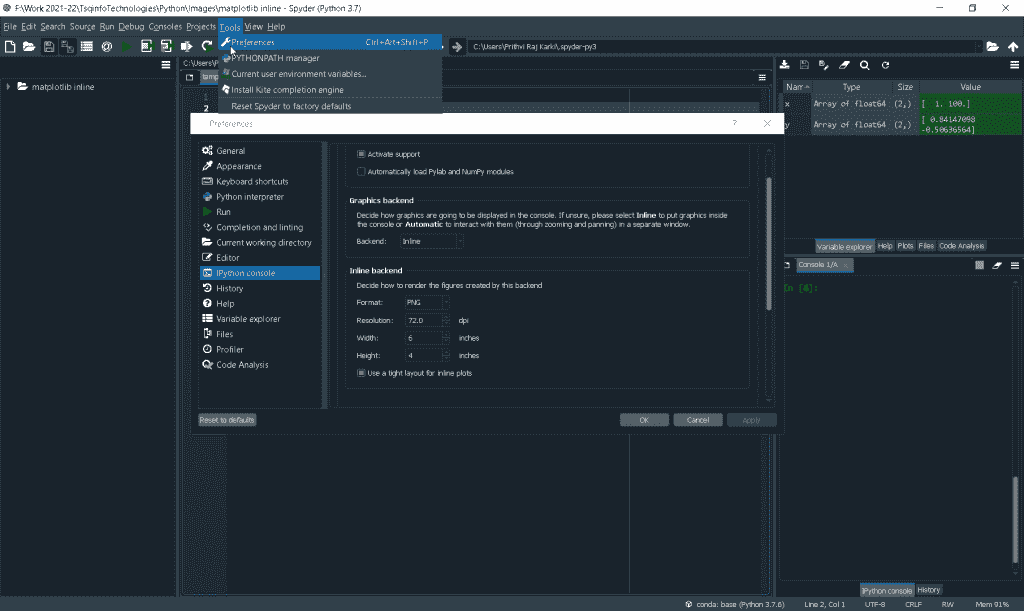 F:\Work 2021-22\TsqinfoTechnologies\Python\Images\matplotlib inline - Spyder (Python 3.7)
File Edit Search Source Run Debug Consoles Projects Tools View Help
Preferences Ctrl+Alt+Shift+P
PYTHONPATH manager
Current user environment variables...
Install Kite completion engine
Reset Spyder to factory defaults
C:\Users\Prithvi Raj Karki\.spyder-py3
matplotlib inline
C:\Users\P
temp
1
2
Preferences
?
General
Appearance
Keyboard shortcuts
Python interpreter
Run
Completion and linting
Current working directory
Editor
IPython console
History
Help
Variable explorer
Files
Profiler
Code Analysis
Reset to defaults
Activate support
Automatically load Pylab and NumPy modules
Graphics backend
Decide how graphics are going to be displayed in the console. If unsure, please select Inline to put graphics inside
the console or Automatic to interact with them (through zooming and panning) in a separate window.
Backend: Inline
Inline backend
Decide how to render the figures created by this backend
Format: PNG
Resolution: 72.0 dpi
Width: 6 inches
Height: 4 inches
Use a tight layout for inline plots
OK Cancel Apply
Nam Type Size Value
x Array of float64 (2,) [ 1. 100.]
y Array of float64 (2,) [ 0.84147098
-0.50636564]
Variable explorer Help Plots Files Code Analysis
Console 1/A
IPython console History
conda: base (Python 3.7.6) Line 2, Col 1 UTF-8 CRLF RW Mem 91%